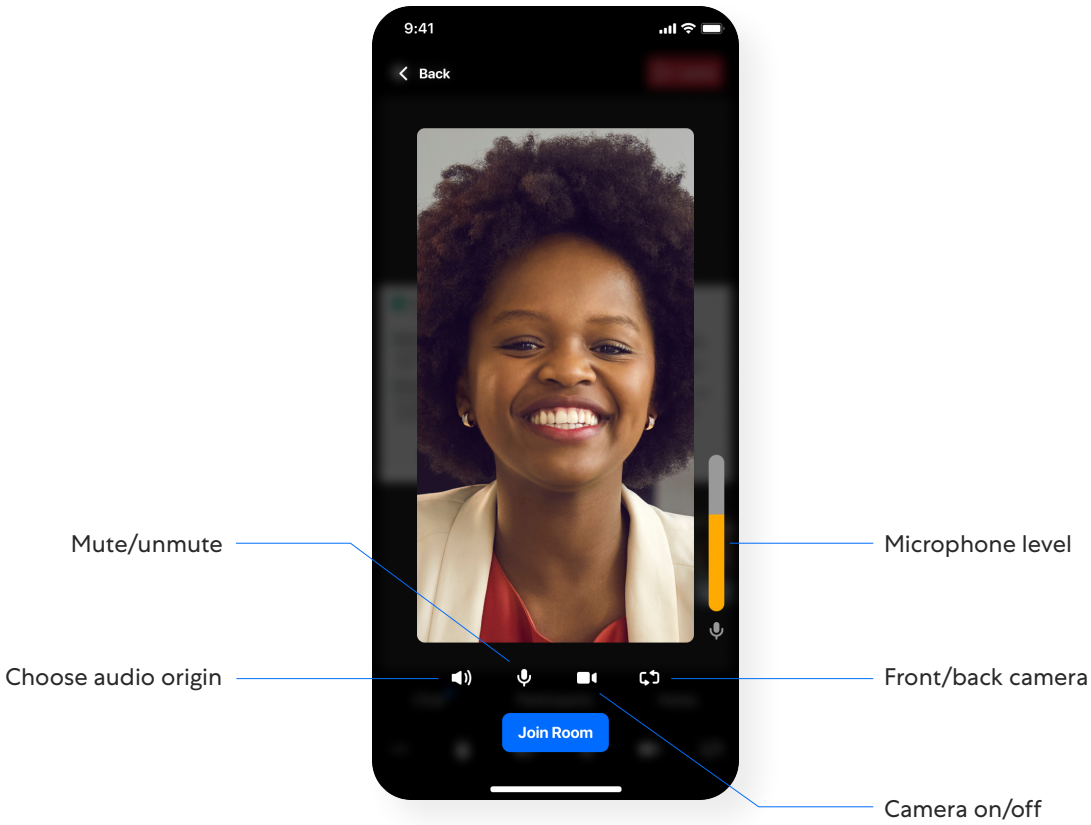 9:41
Back
Mute/unmute
Microphone level
Choose audio origin
Front/back camera
Join Room
Camera on/off